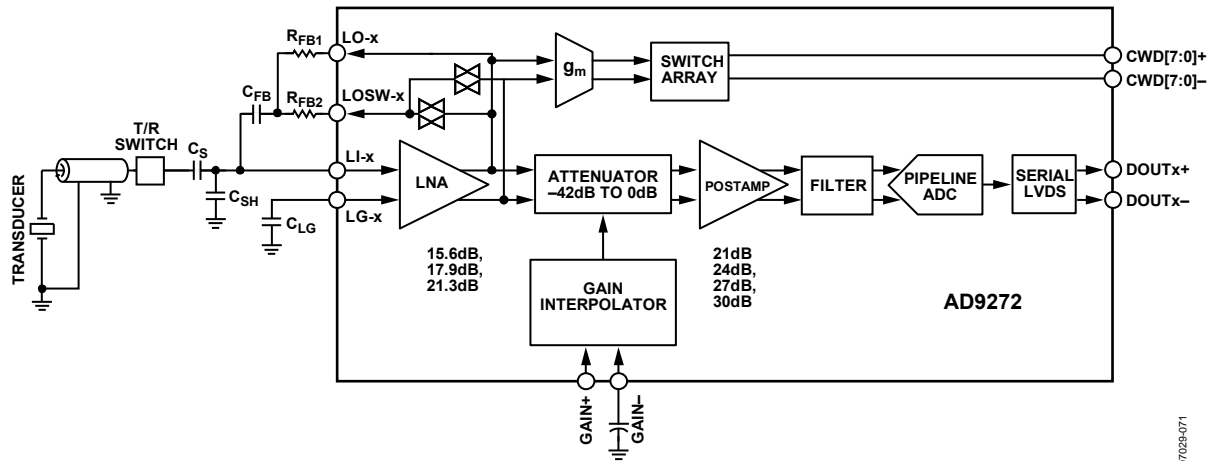 RFB1
LO-x
CFB
RFB2
LOSW-x
gm
SWITCH
ARRAY
CWD[7:0]+
CWD[7:0]–
T/R
SWITCH
CS
LI-x
CSH
CLG
LG-x
TRANSDUCER
LNA
ATTENUATOR
–42dB TO 0dB
POSTAMP
FILTER
PIPELINE
ADC
SERIAL
LVDS
DOUTx+
DOUTx–
15.6dB,
17.9dB,
21.3dB
GAIN
INTERPOLATOR
21dB
24dB,
27dB,
30dB
AD9272
GAIN+
GAIN–
07029-071